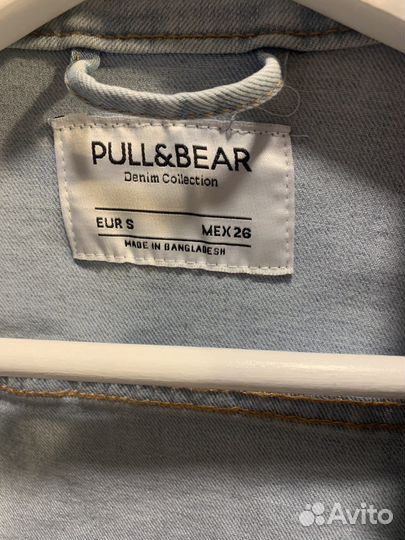 PULL&BEAR
Denim Collection
EUR S MEX 26
MADE IN BANGLADESH
Avito